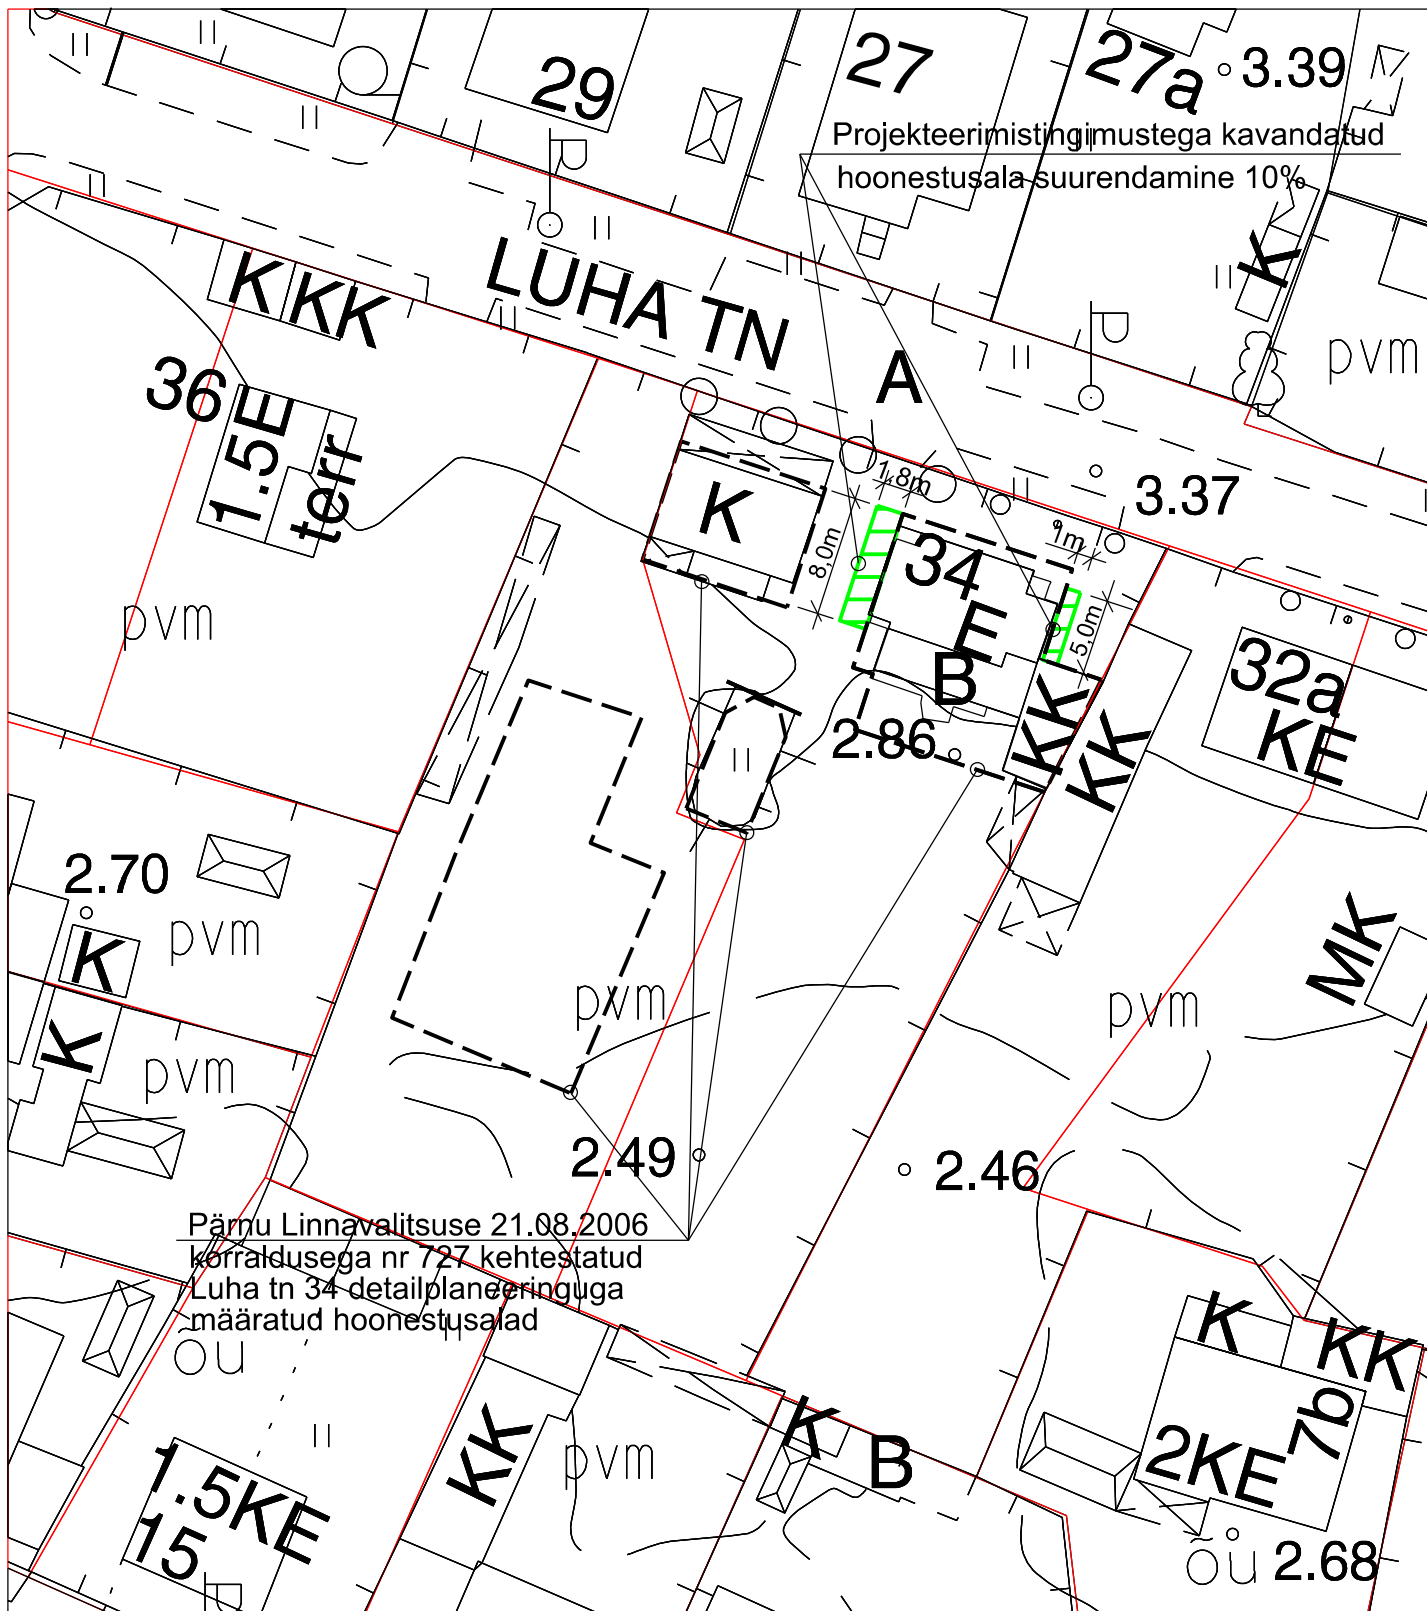 29
27
27a
3.39
Projekteerimistingimustega kavandatud
hoonestusala suurendamine 10%
K
K
KK
LUHA TN
pvm
A
36
1.5E
terr
K
1,8m
8,0m
34
E
B
1m
5,0m
3.37
pvm
32a
KE
2.86
KK
KK
2.70
K
pvm
K
pvm
pvm
pvm
MK
2.49
2.46
Pärnu Linnavalitsuse 21.08.2006
korraldusega nr 727 kehtestatud
Luha tn 34 detailplaneeringuga
määratud hoonestusalad
õu
K
KK
7b
2KE
KK
pvm
K
B
1.5KE
15
õu
2.68